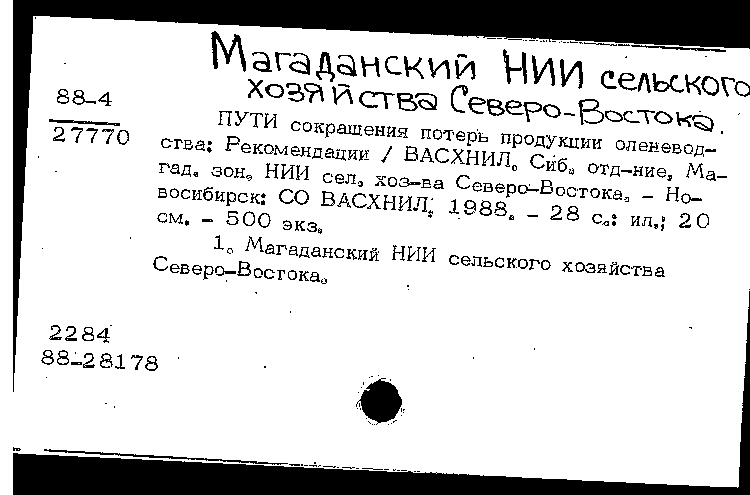 Магаданский НИИ сельского
хозяйства Северо-Востока.
88-4
27770
ПУТИ сокращения потерь продукции оленевод-
ства: Рекомендации / ВАСХНИЛ. Сиб. отд-ние, Ма-
гад. зон. НИИ сел. хоз-ва Северо-Востока. - Но-
восибирск: СО ВАСХНИЛ, 1988. - 28 с.: ил.; 20
см. - 500 экз.
1. Магаданский НИИ сельского хозяйства
Северо-Востока.
2284
88-28178